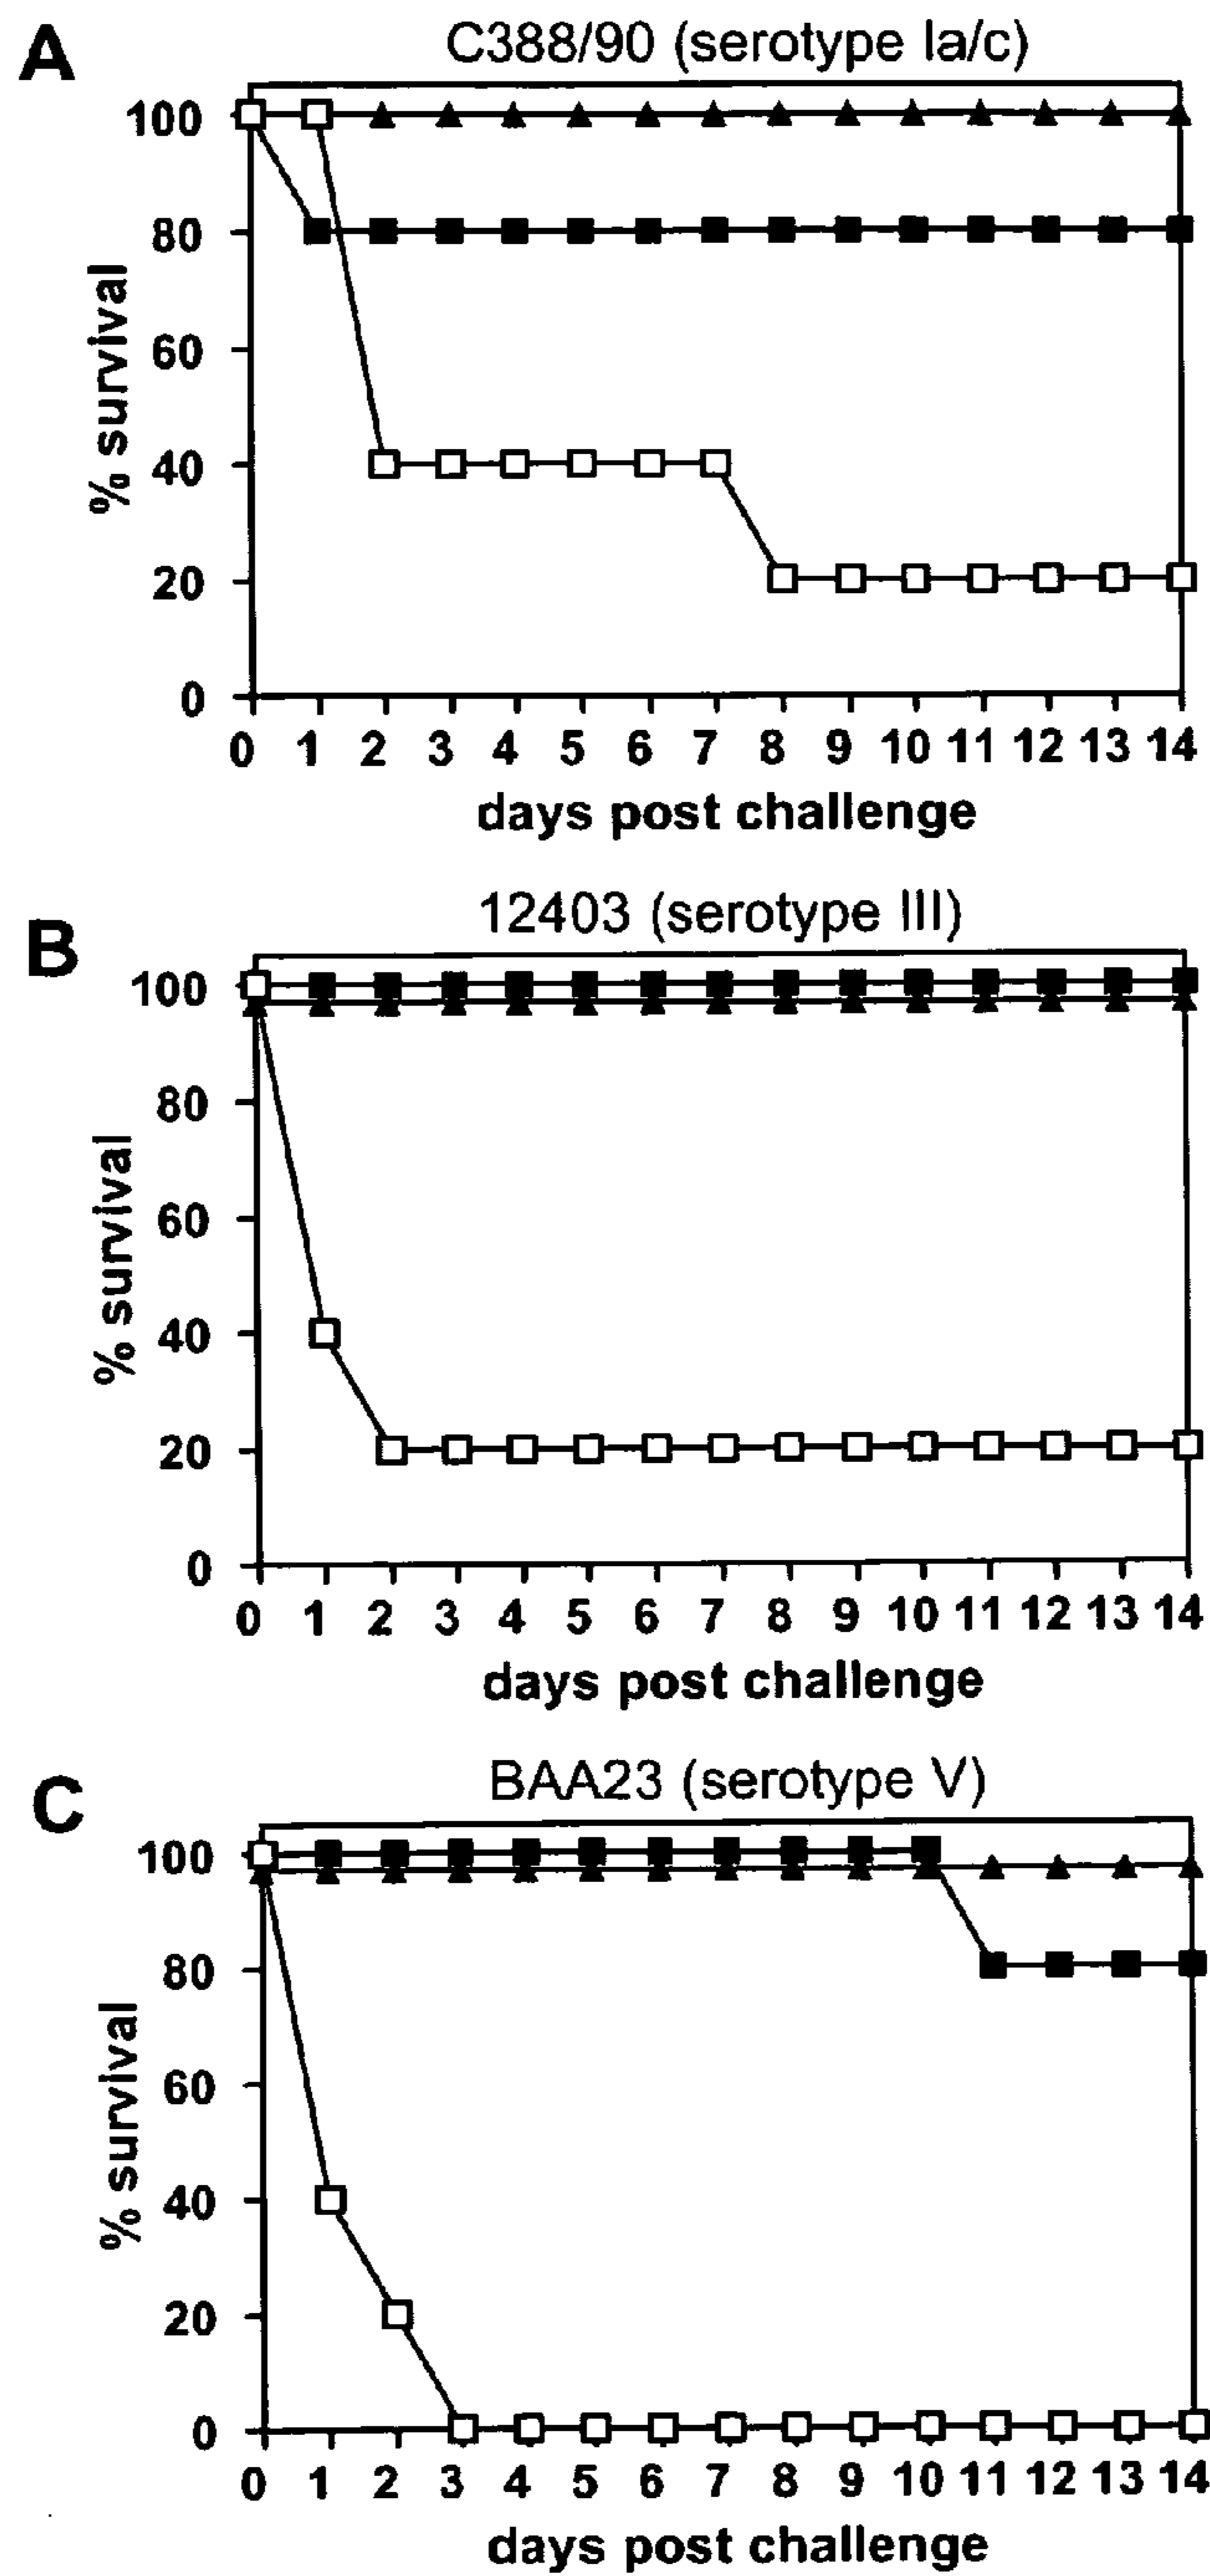 A
C388/90 (serotype Ia/c)
100
80
60
40
20
0
% survival
0 1 2 3 4 5 6 7 8 9 10 11 12 13 14
days post challenge
B
12403 (serotype III)
100
80
60
40
20
0
% survival
0 1 2 3 4 5 6 7 8 9 10 11 12 13 14
days post challenge
C
BAA23 (serotype V)
100
80
60
40
20
0
% survival
0 1 2 3 4 5 6 7 8 9 10 11 12 13 14
days post challenge